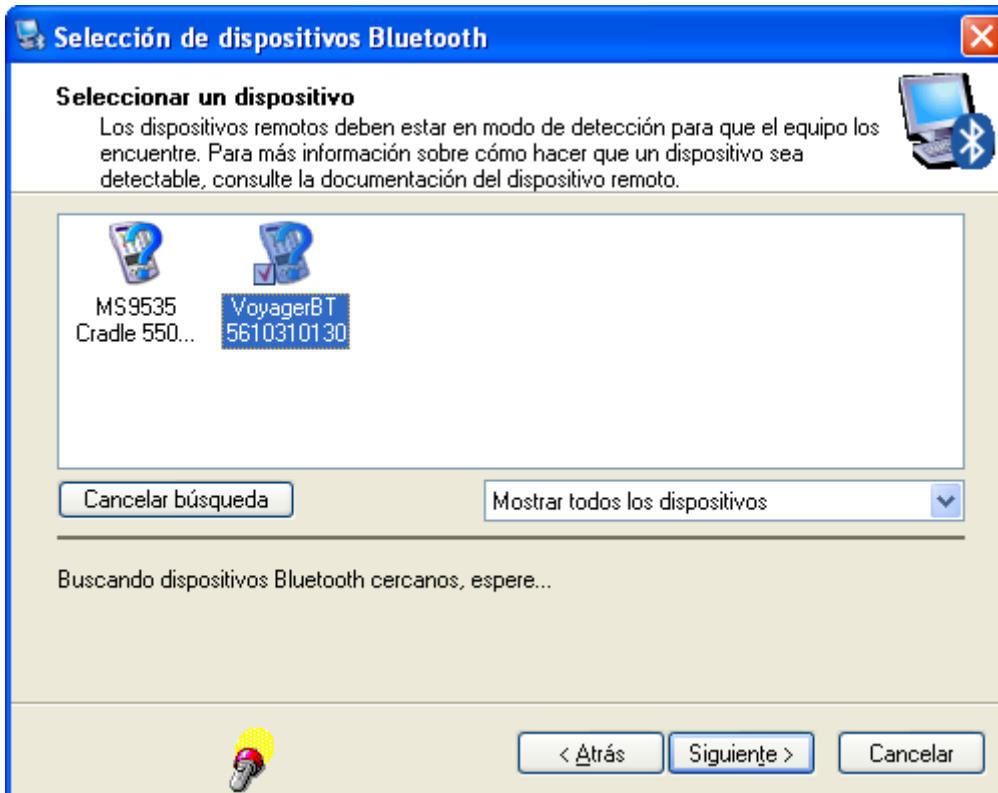 Selección de dispositivos Bluetooth
Seleccionar un dispositivo
Los dispositivos remotos deben estar en modo de detección para que el equipo los
encuentre. Para más información sobre cómo hacer que un dispositivo sea
detectable, consulte la documentación del dispositivo remoto.
MS9535
Cradle 550...
VoyagerBT
5610310130
Cancelar búsqueda
Mostrar todos los dispositivos
Buscando dispositivos Bluetooth cercanos, espere...
< Atrás
Siguiente >
Cancelar